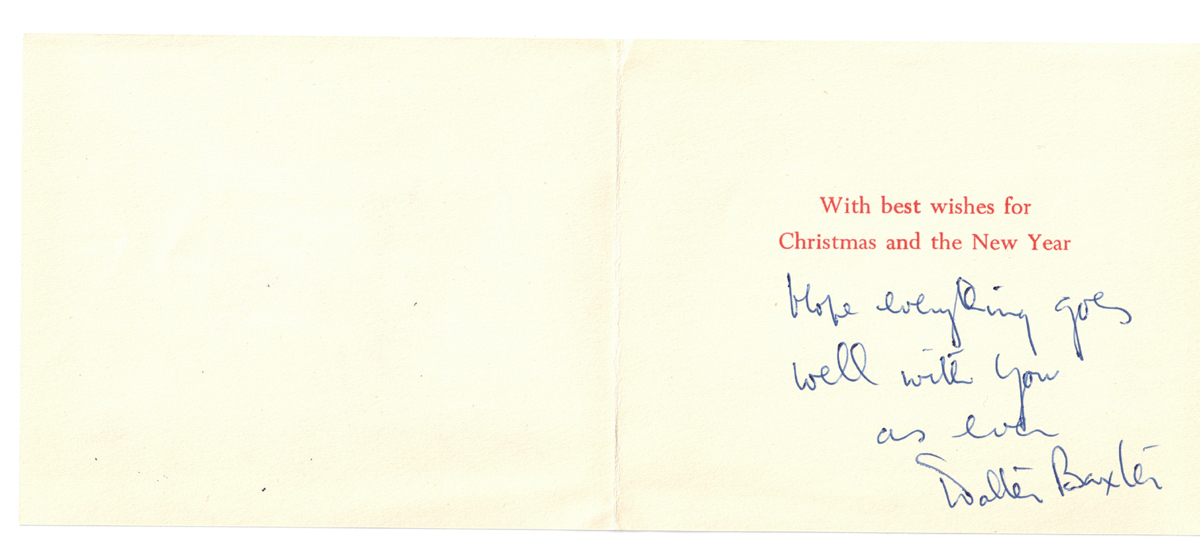 With best wishes for
Christmas and the New Year
Hope everything goes
well with you
as ever
Walter Baxter